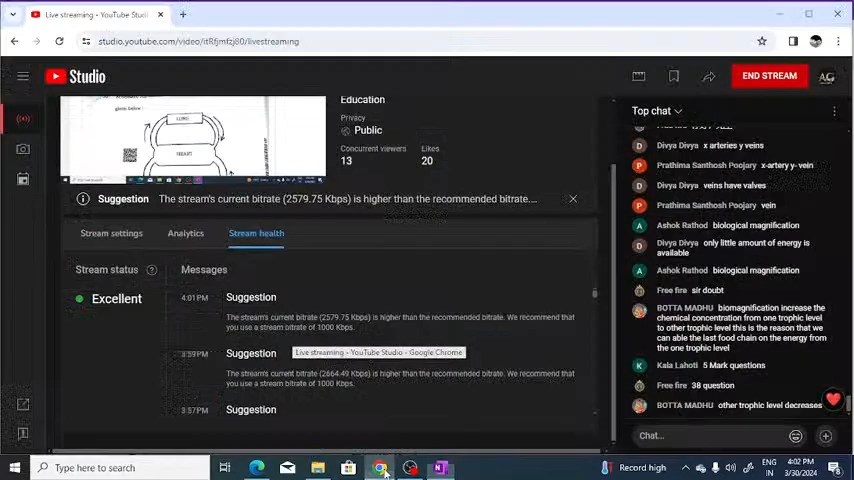 Live streaming - YouTube Studi
studio.youtube.com/video/itRfjmfzj80/livestreaming
Studio
END STREAM
AG
given below :
LUNG
HEART
Education
Privacy
Public
Concurrent viewers
Likes
13
20
Suggestion
The stream's current bitrate (2579.75 Kbps) is higher than the recommended bitrate....
Stream settings
Analytics
Stream health
Stream status
Messages
Excellent
4:01 PM
Suggestion
The stream's current bitrate (2579.75 Kbps) is higher than the recommended bitrate. We recommend that
you use a stream bitrate of 1000 Kbps.
3:59 PM
Suggestion
Live streaming - YouTube Studio - Google Chrome
The stream's current bitrate (2664.49 Kbps) is higher than the recommended bitrate. We recommend that
you use a stream bitrate of 1000 Kbps.
3:57 PM
Suggestion
Top chat
Divya Divya x arteries y veins
Prathima Santhosh Poojary x-artery y- vein
Divya Divya veins have valves
Prathima Santhosh Poojary vein
Ashok Rathod biological magnification
Divya Divya only little amount of energy is
available
Ashok Rathod biological magnification
Free fire sir doubt
BOTTA MADHU biomagnification increase the
chemical concentration from one trophic level
to other trophic level this is the reason that we
can able the last food chain on the energy from
the one trophic level
Kala Lahoti 5 Mark questions
Free fire 38 question
BOTTA MADHU other trophic level decreases
Chat...
Type here to search
Record high
ENG
IN
4:02 PM
3/30/2024